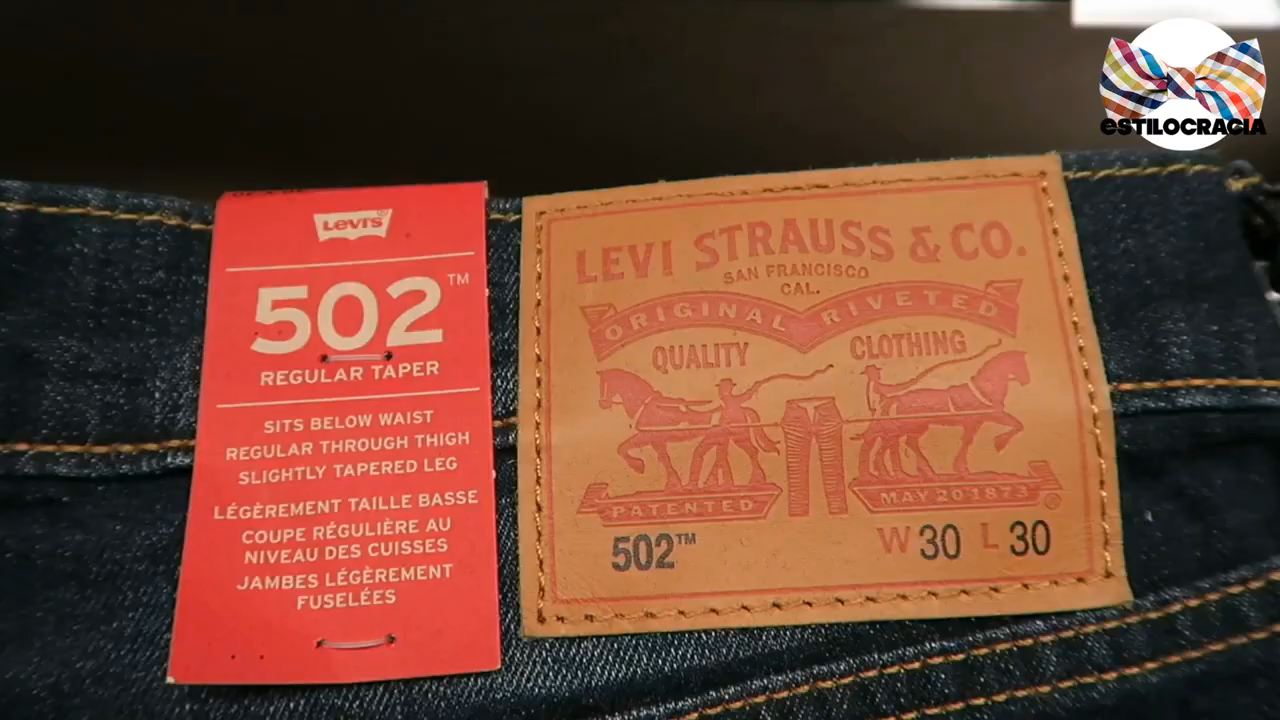 eSTILOCRACIA
Levi's®
502™
REGULAR TAPER
SITS BELOW WAIST
REGULAR THROUGH THIGH
SLIGHTLY TAPERED LEG
LÉGÈREMENT TAILLE BASSE
COUPE RÉGULIÈRE AU
NIVEAU DES CUISSES
JAMBES LÉGÈREMENT
FUSELÉES
LEVI STRAUSS & CO.
SAN FRANCISCO
CAL.
ORIGINAL RIVETED
QUALITY CLOTHING
PATENTED MAY 20 1873 ®
502™ W 30 L 30